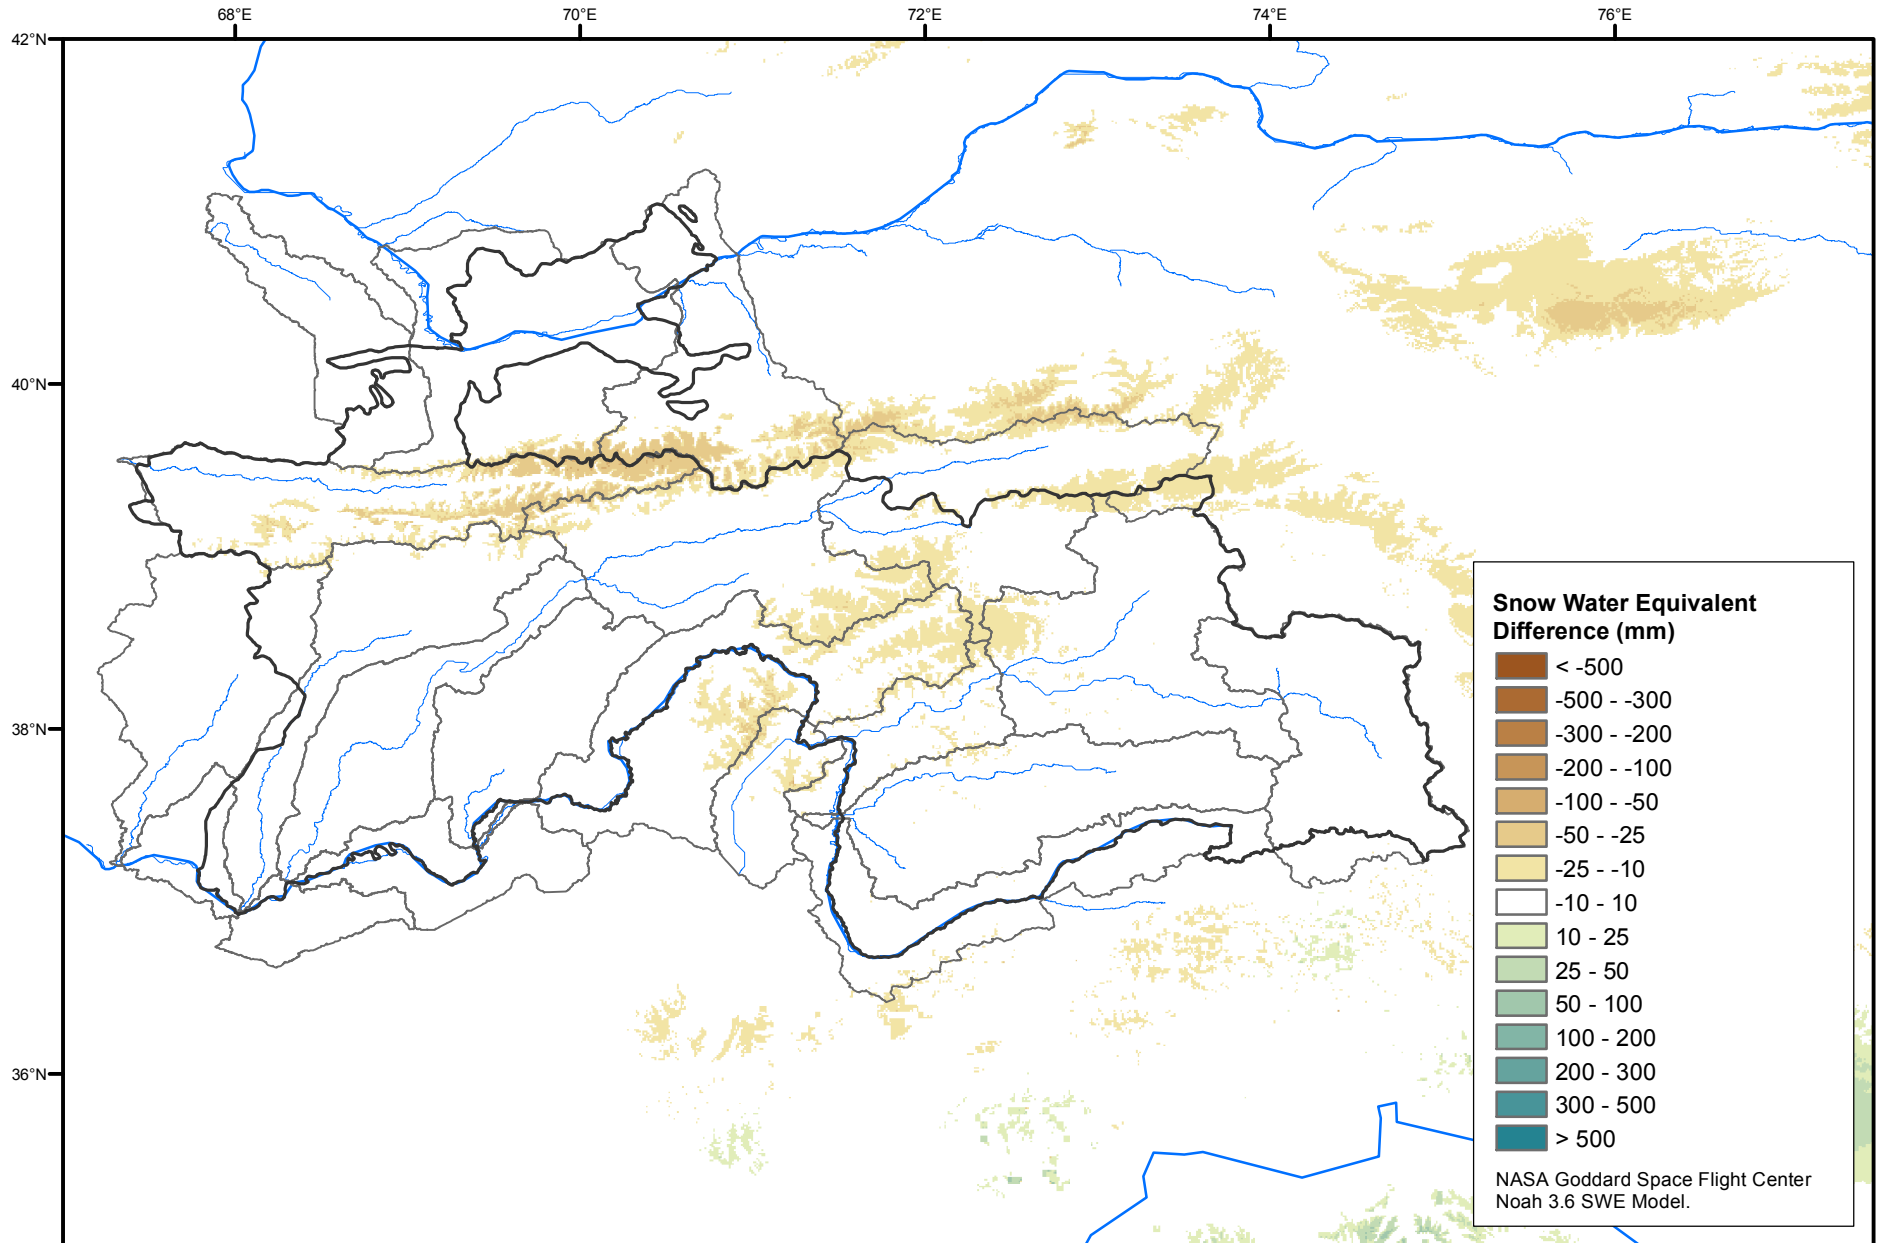 68°E
70°E
72°E
74°E
76°E
42°N
40°N
38°N
36°N
Snow Water Equivalent
Difference (mm)
< -500
-500 - -300
-300 - -200
-200 - -100
-100 - -50
-50 - -25
-25 - -10
-10 - 10
10 - 25
25 - 50
50 - 100
100 - 200
200 - 300
300 - 500
> 500
NASA Goddard Space Flight Center
Noah 3.6 SWE Model.